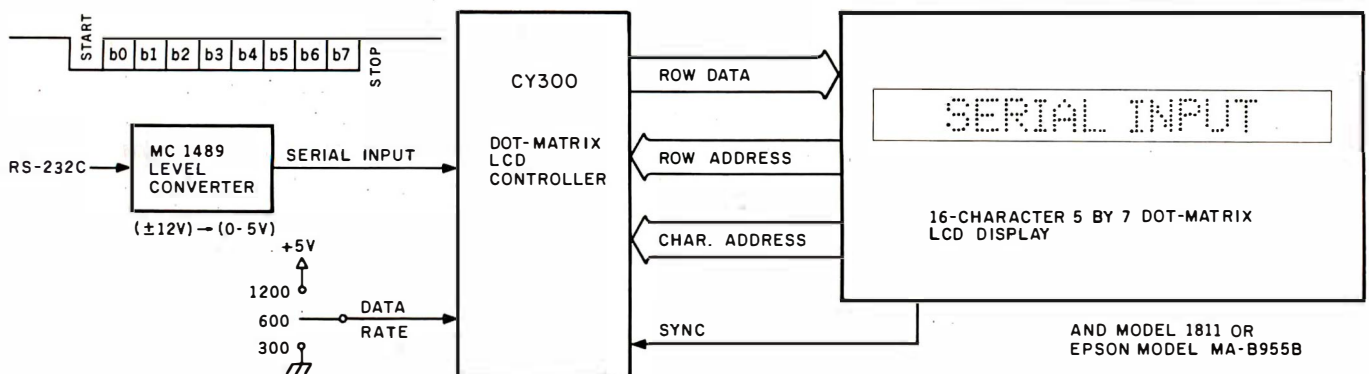 START
b0 b1 b2 b3 b4 b5 b6 b7
STOP
RS-232C
MC 1489
LEVEL
CONVERTER
(±12V)→(0-5V)
SERIAL INPUT
+5V
1200
600
300
DATA
RATE
CY300
DOT-MATRIX
LCD
CONTROLLER
ROW DATA
ROW ADDRESS
CHAR. ADDRESS
SYNC
SERIAL INPUT
16-CHARACTER 5 BY 7 DOT-MATRIX
LCD DISPLAY
AND MODEL 1811 OR
EPSON MODEL MA-B955B